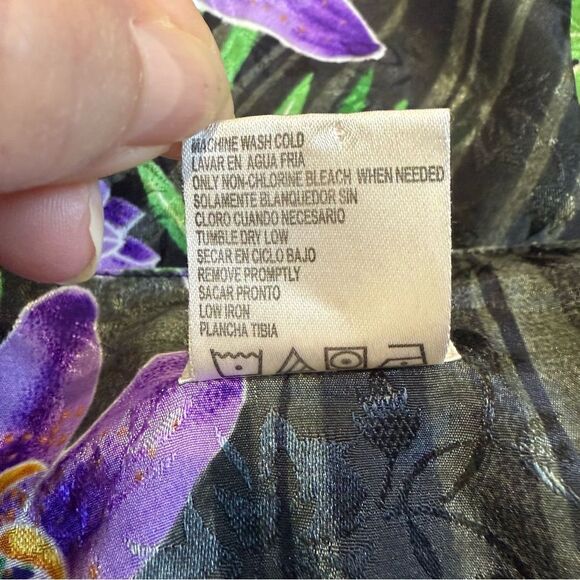 MACHINE WASH COLD
LAVAR EN AGUA FRIA
ONLY NON-CHLORINE BLEACH WHEN NEEDED
SOLAMENTE BLANQUEDOR SIN
CLORO CUANDO NECESARIO
TUMBLE DRY LOW
SECAR EN CICLO BAJO
REMOVE PROMPTLY
SACAR PRONTO
LOW IRON
PLANCHA TIBIA